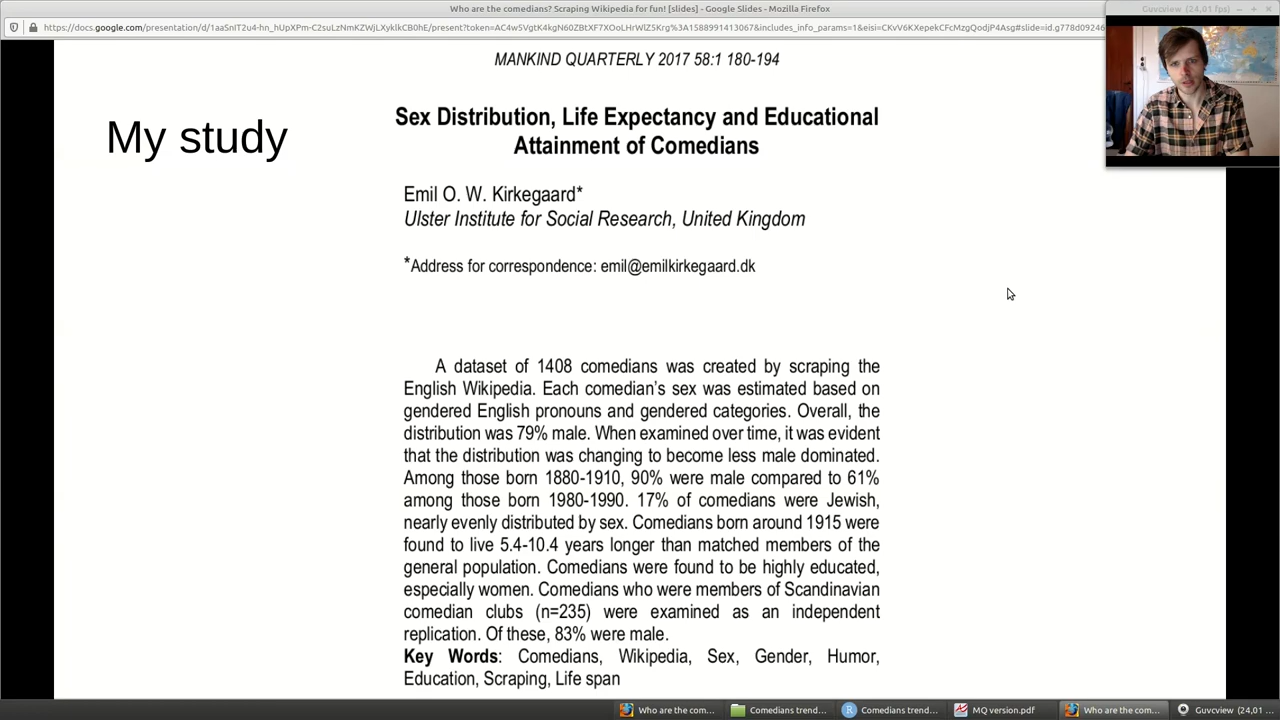 Who are the comedians? Scraping Wikipedia for fun! [slides] - Google Slides - Mozilla Firefox
Guvcview (24,01 fps)
MANKIND QUARTERLY 2017 58:1 180-194
My study
Sex Distribution, Life Expectancy and Educational
Attainment of Comedians
Emil O. W. Kirkegaard*
Ulster Institute for Social Research, United Kingdom
*Address for correspondence: emil@emilkirkegaard.dk
A dataset of 1408 comedians was created by scraping the
English Wikipedia. Each comedian's sex was estimated based on
gendered English pronouns and gendered categories. Overall, the
distribution was 79% male. When examined over time, it was evident
that the distribution was changing to become less male dominated.
Among those born 1880-1910, 90% were male compared to 61%
among those born 1980-1990. 17% of comedians were Jewish,
nearly evenly distributed by sex. Comedians born around 1915 were
found to live 5.4-10.4 years longer than matched members of the
general population. Comedians were found to be highly educated,
especially women. Comedians who were members of Scandinavian
comedian clubs (n=235) were examined as an independent
replication. Of these, 83% were male.
Key Words: Comedians, Wikipedia, Sex, Gender, Humor,
Education, Scraping, Life span
Who are the com... Comedians trend... Comedians trend... MQ version.pdf Who are the com... Guvcview (24,01 ...